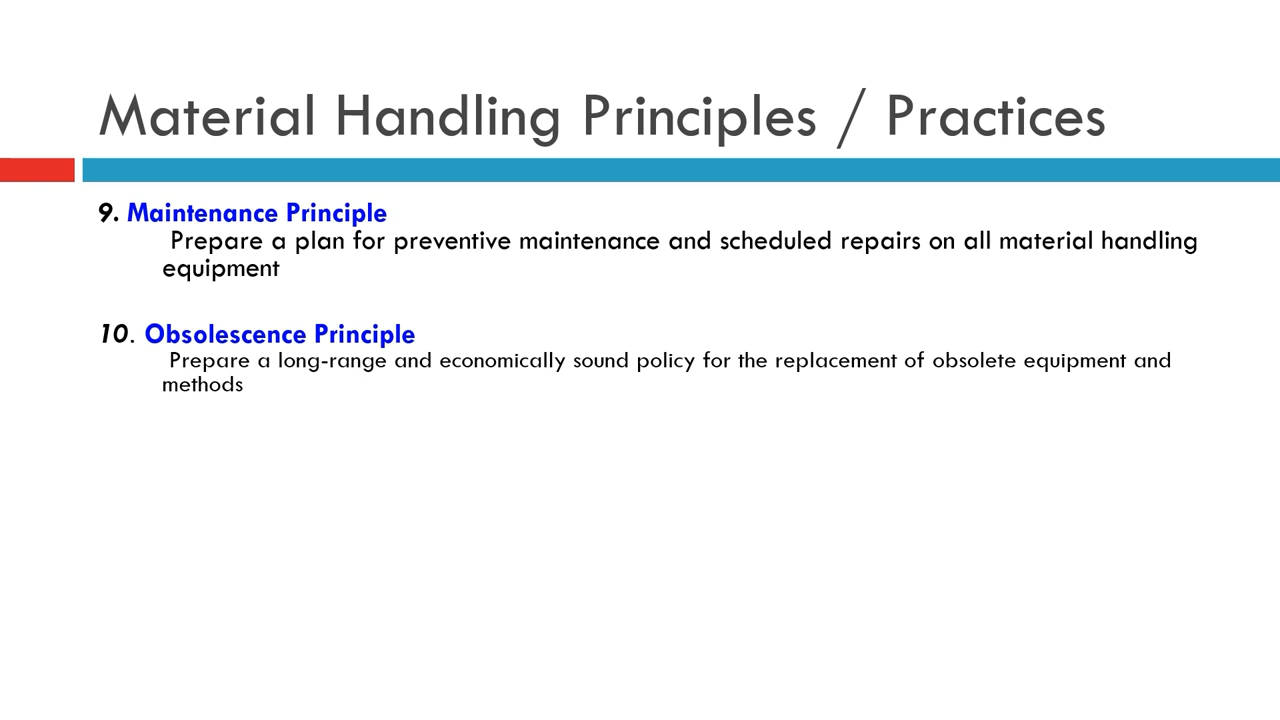 Material Handling Principles / Practices
9. Maintenance Principle
Prepare a plan for preventive maintenance and scheduled repairs on all material handling
equipment
10. Obsolescence Principle
Prepare a long-range and economically sound policy for the replacement of obsolete equipment and
methods